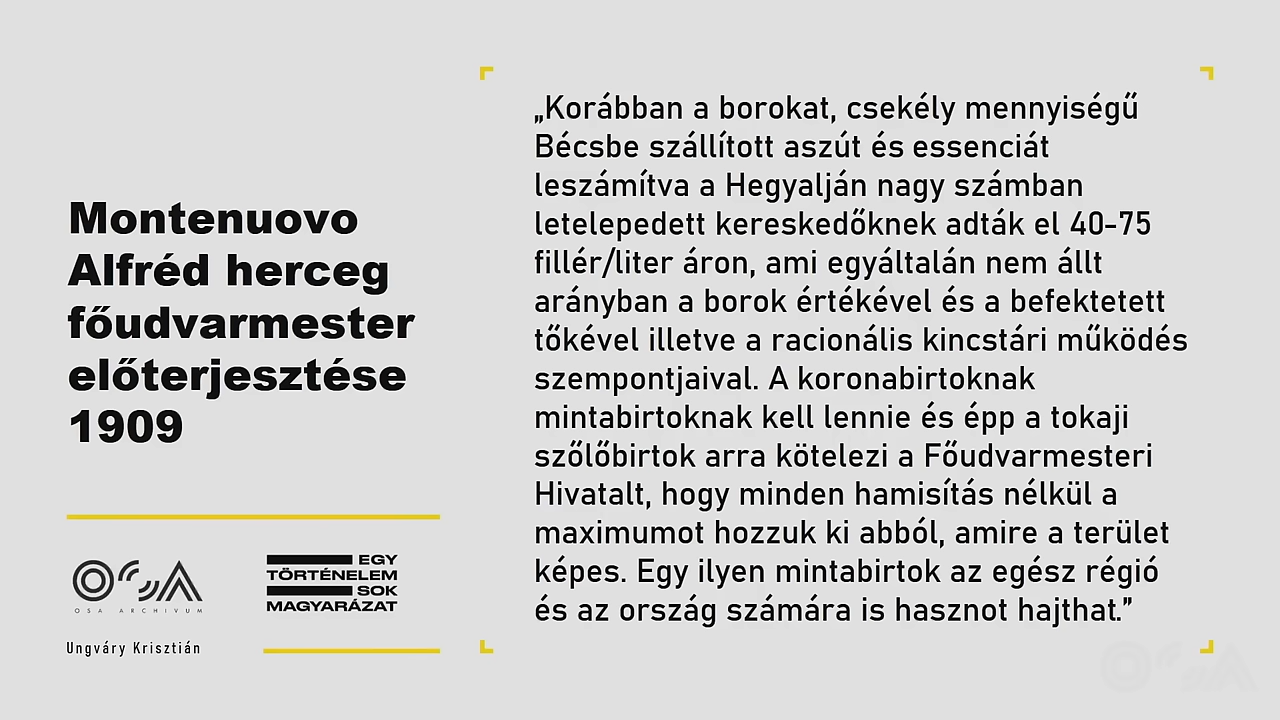 Montenuovo
Alfréd herceg
főudvarmester
előterjesztése
1909
OSA ARCHIVUM
EGY
TÖRTÉNELEM
SOK
MAGYARÁZAT
Ungváry Krisztián
„Korábban a borokat, csekély mennyiségű
Bécsbe szállított aszút és essenciát
leszámítva a Hegyalján nagy számban
letelepedett kereskedőknek adták el 40-75
fillér/liter áron, ami egyáltalán nem állt
arányban a borok értékével és a befektetett
tőkével illetve a racionális kincstári működés
szempontjaival. A koronabirtoknak
mintabirtoknak kell lennie és épp a tokaji
szőlőbirtok arra kötelezi a Főudvarmesteri
Hivatalt, hogy minden hamisítás nélkül a
maximumot hozzuk ki abból, amire a terület
képes. Egy ilyen mintabirtok az egész régió
és az ország számára is hasznot hajthat.”